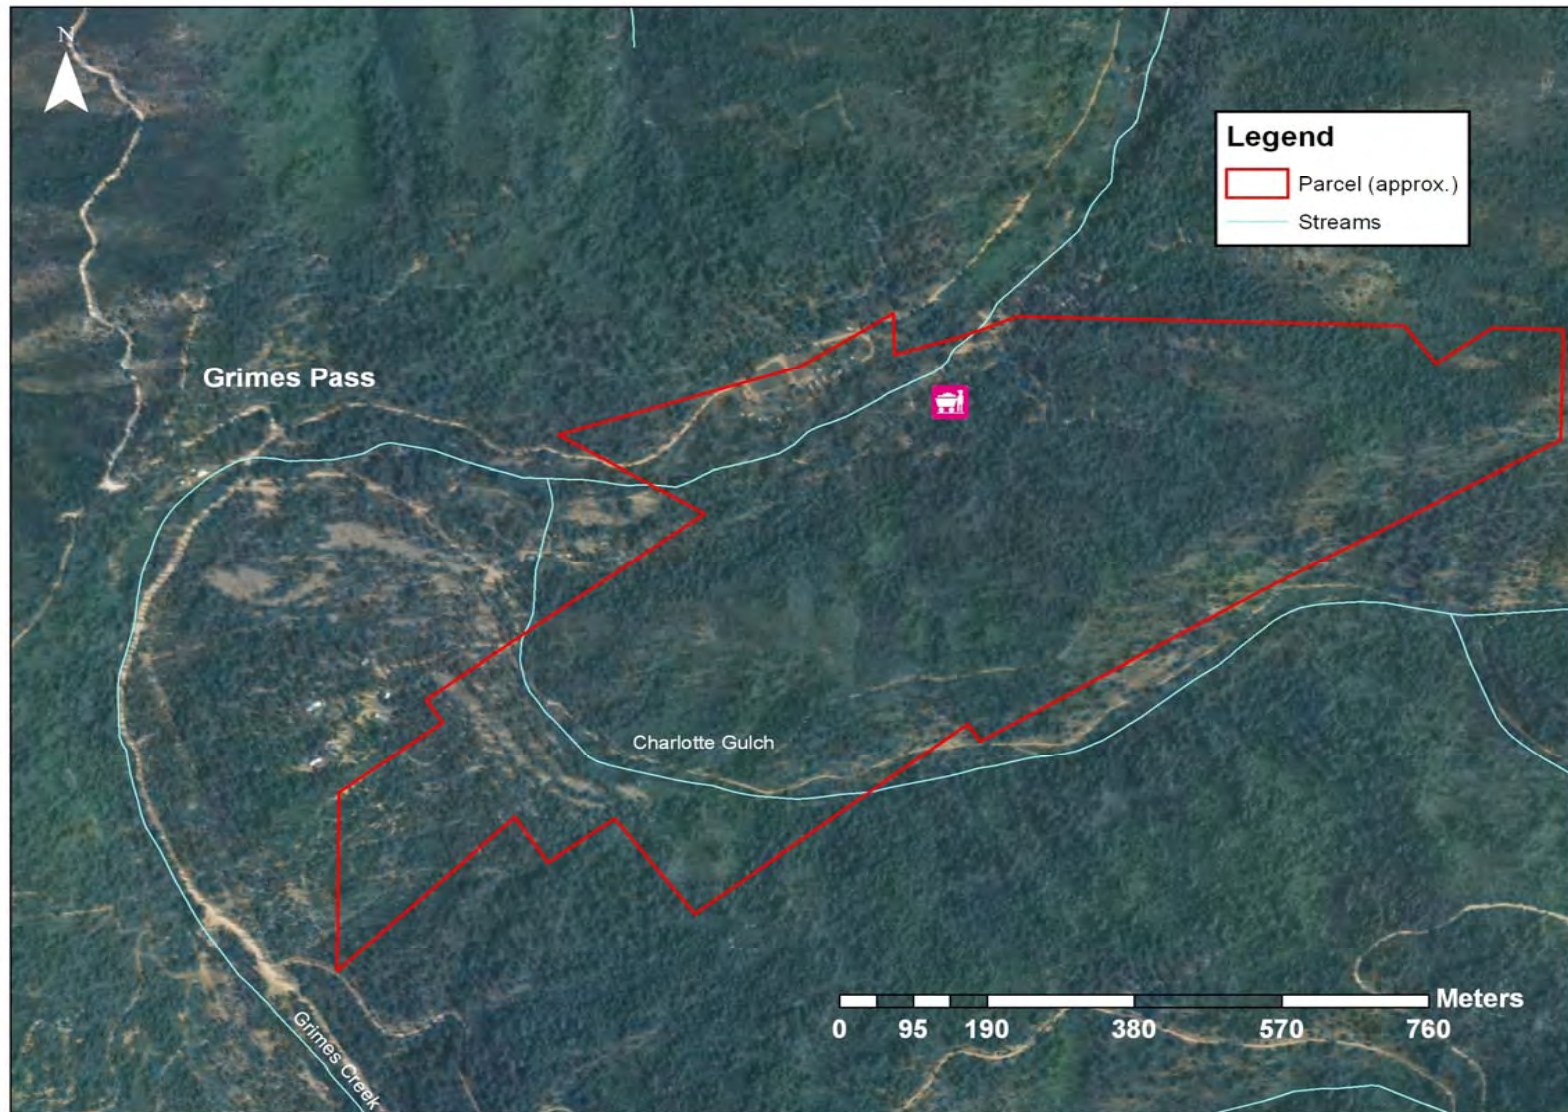 N
Legend
Parcel (approx.)
Streams
Grimes Pass
Charlotte Gulch
Meters
0 95 190 380 570 760
Grimes Creek